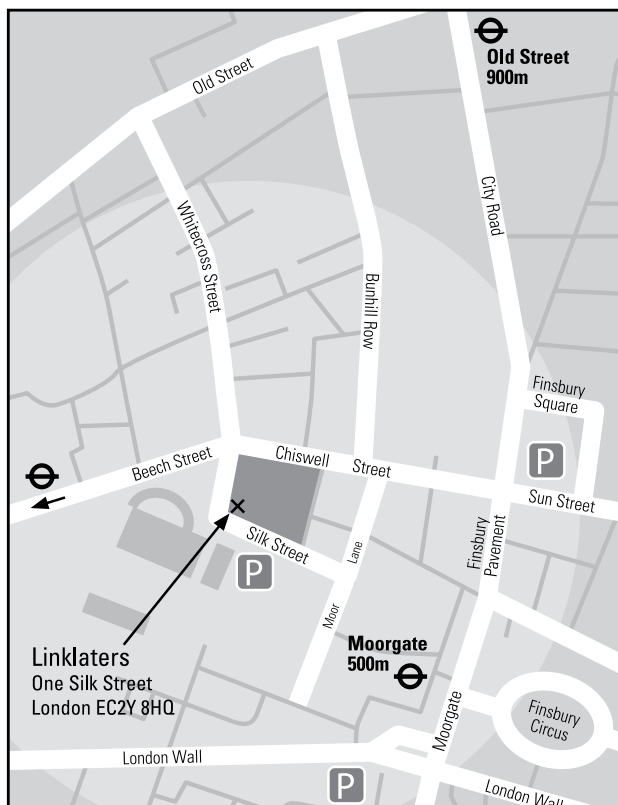 Old Street
900m
Old Street
City Road
Whitecross Street
Bunhill Row
Finsbury
Square
P
Chiswell
Street
Beech Street
Sun Street
Finsbury
Pavement
Silk Street
P
Lane
Moor
Linklaters
One Silk Street
London EC2Y 8HQ
Moorgate
500m
Moorgate
Finsbury
Circus
London Wall
P
London Wall